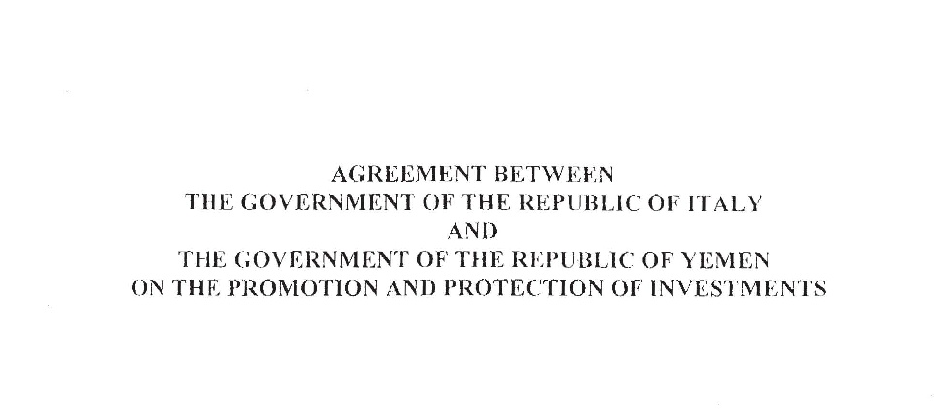 AGREEMENT BETWEEN
THE GOVERNMENT OF THE REPUBLIC OF ITALY
AND
THE GOVERNMENT OF THE REPUBLIC OF YEMEN
ON THE PROMOTION AND PROTECTION OF INVESTMENTS